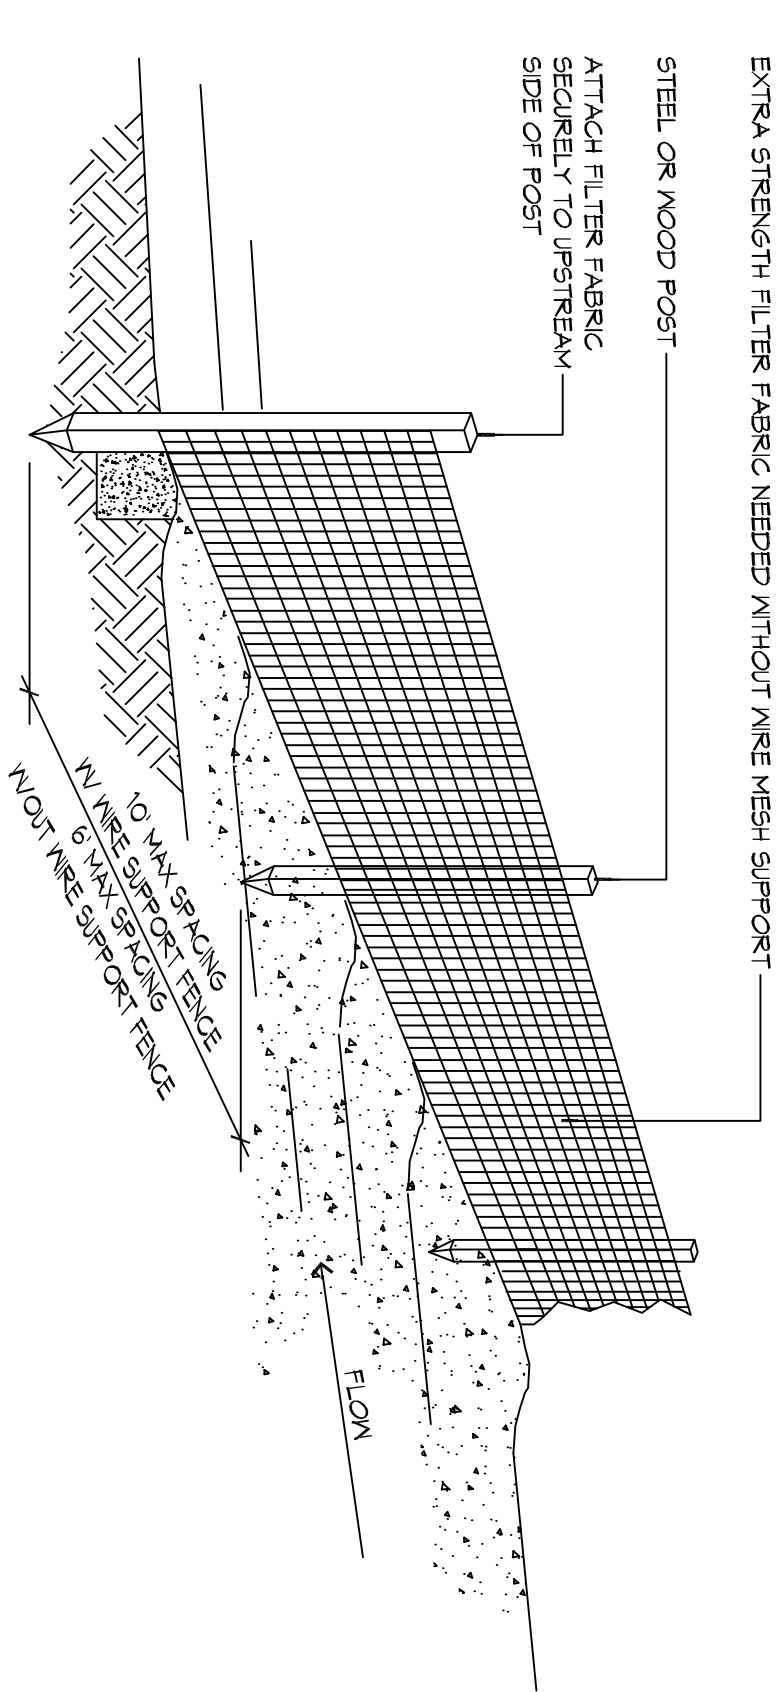 EXTRA STRENGTH FILTER FABRIC NEEDED WITHOUT WIRE MESH SUPPORT
STEEL OR WOOD POST
ATTACH FILTER FABRIC
SECURELY TO UPSTREAM
SIDE OF POST
FLOW
10' MAX SPACING
W/ WIRE SUPPORT FENCE
6' MAX SPACING
W/OUT WIRE SUPPORT FENCE